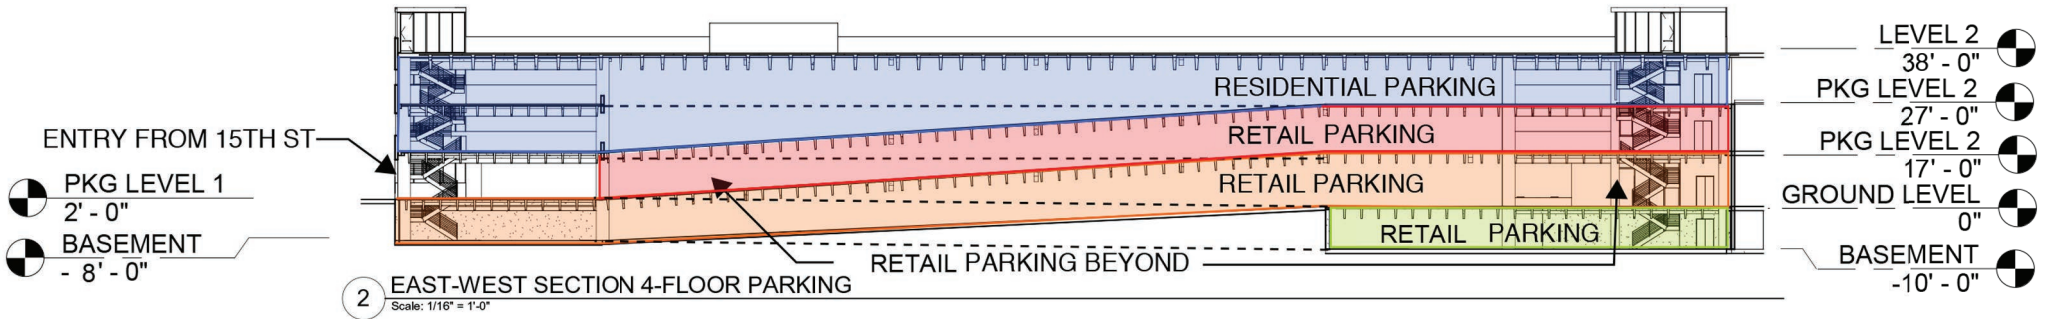 LEVEL 2
38' - 0"
RESIDENTIAL PARKING
PKG LEVEL 2
27' - 0"
ENTRY FROM 15TH ST
RETAIL PARKING
PKG LEVEL 2
17' - 0"
PKG LEVEL 1
2' - 0"
RETAIL PARKING
GROUND LEVEL
0"
RETAIL PARKING
BASEMENT
- 8' - 0"
RETAIL PARKING BEYOND
BASEMENT
-10' - 0"
2
EAST-WEST SECTION 4-FLOOR PARKING
Scale: 1/16" = 1'-0"